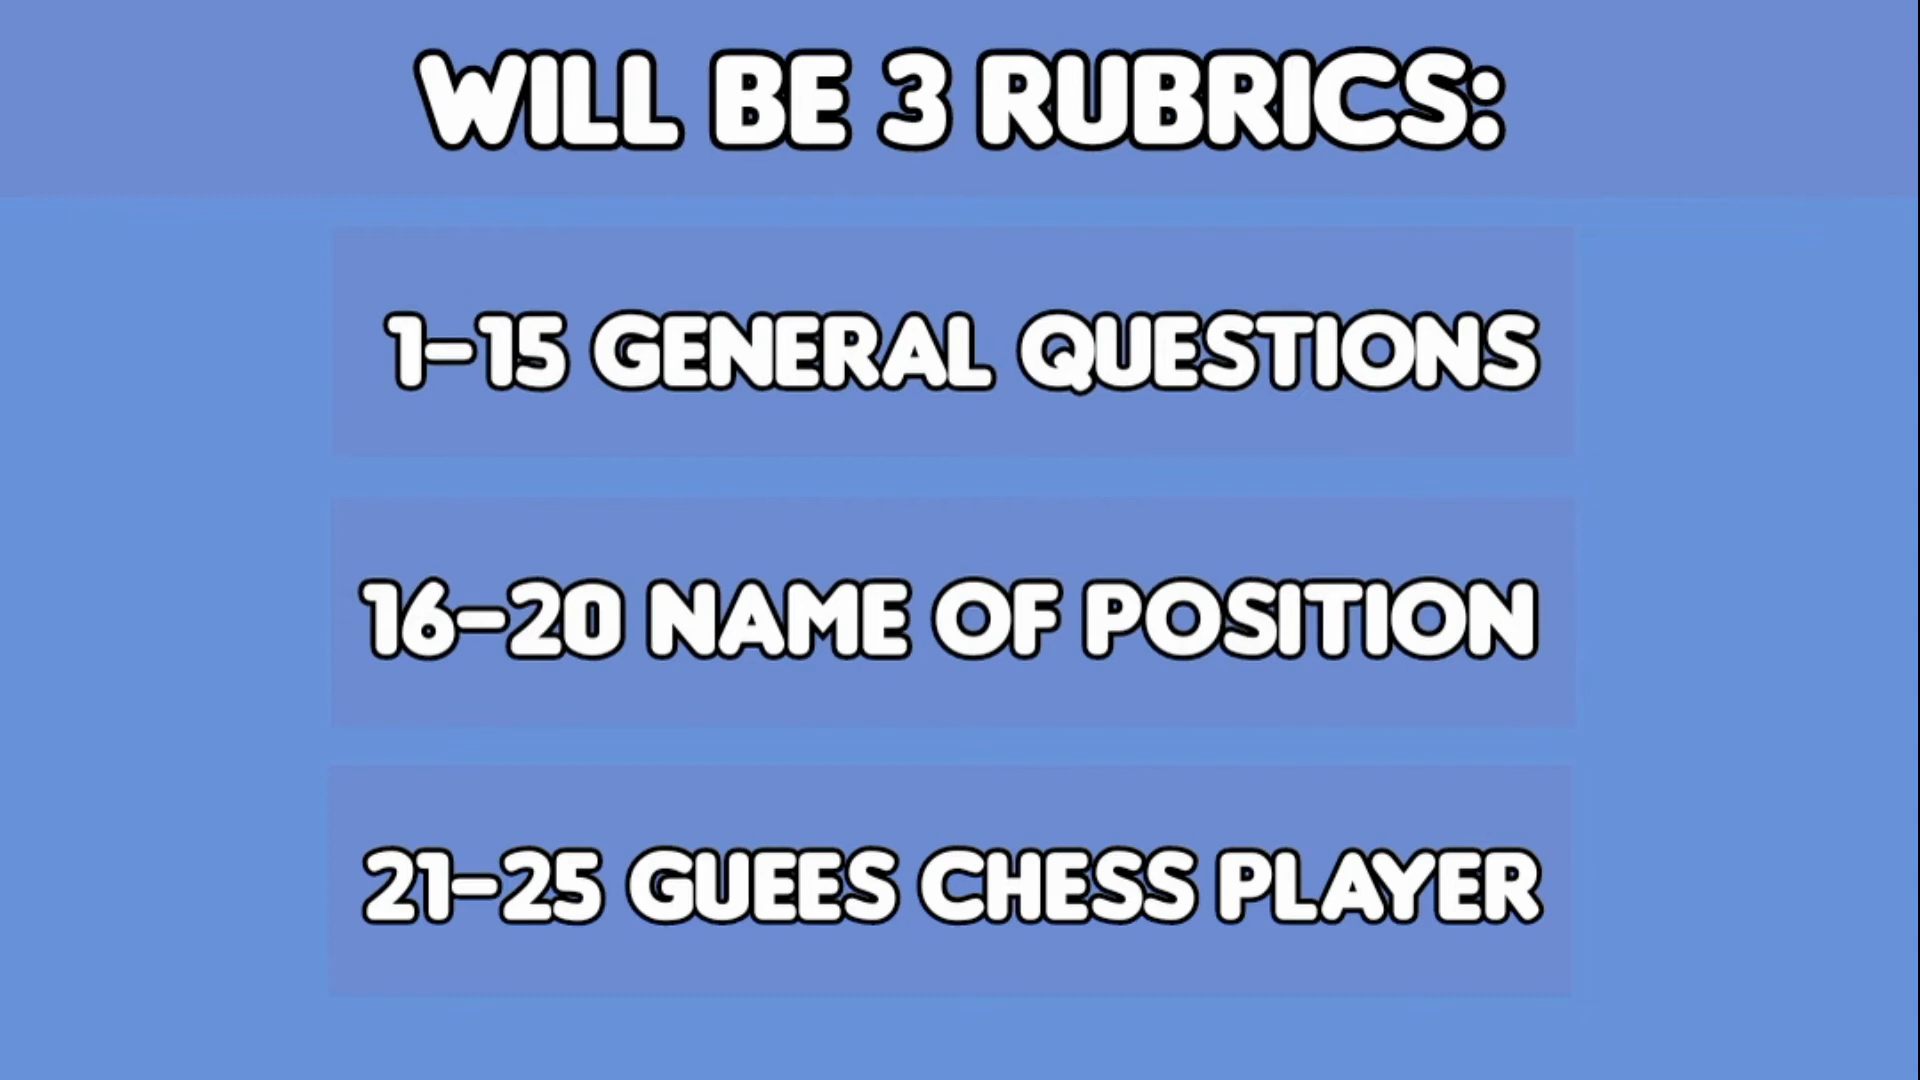 WILL BE 3 RUBRICS:
1-15 GENERAL QUESTIONS
16-20 NAME OF POSITION
21-25 GUEES CHESS PLAYER